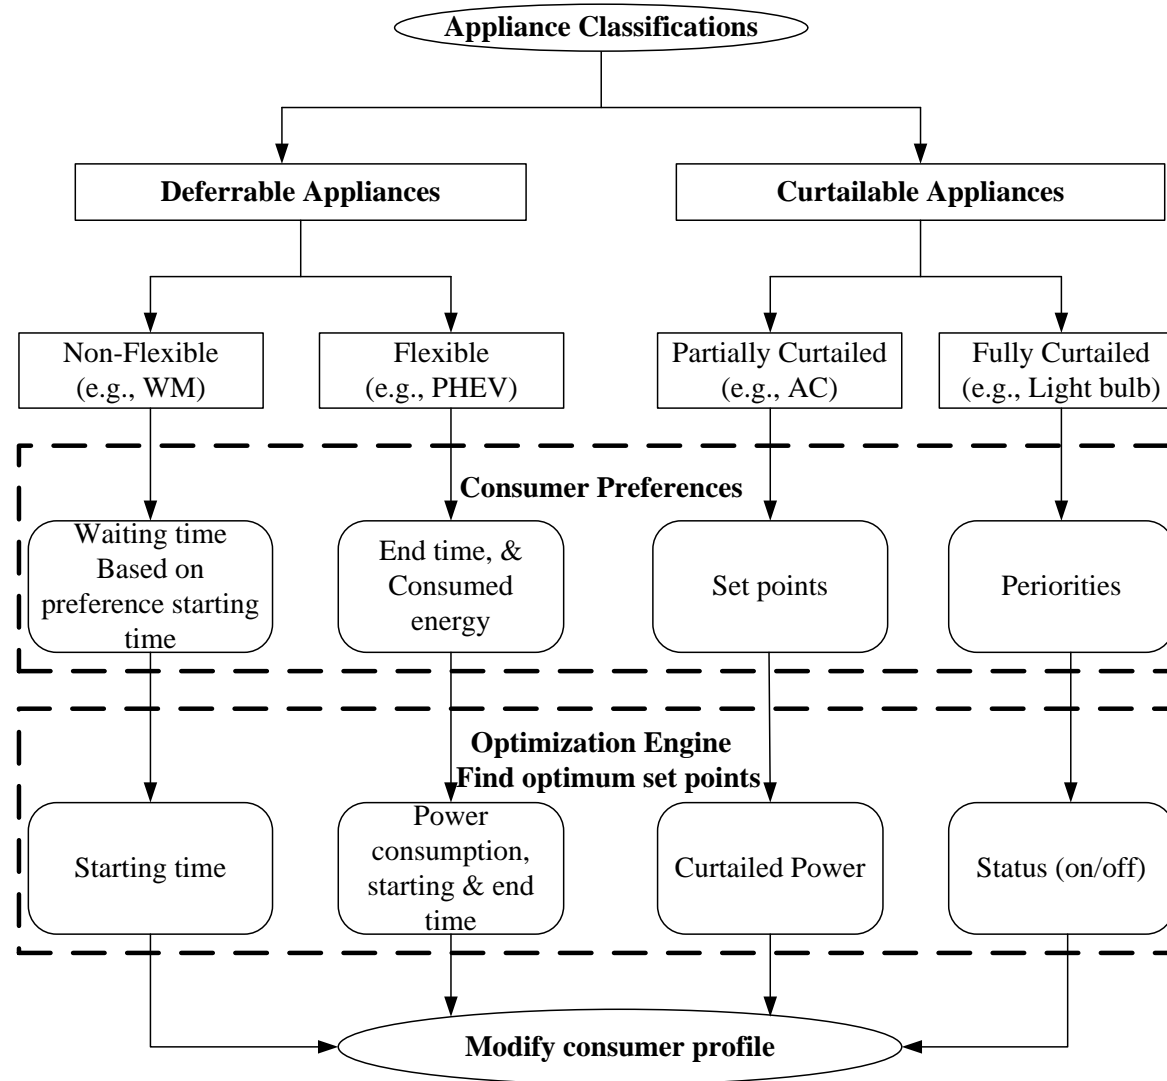 Appliance Classifications
Deferrable Appliances
Curtailable Appliances
Non-Flexible
(e.g., WM)
Flexible
(e.g., PHEV)
Partially Curtailed
(e.g., AC)
Fully Curtailed
(e.g., Light bulb)
Consumer Preferences
Waiting time
Based on
preference starting
time
End time, &
Consumed
energy
Set points
Periorities
Optimization Engine
Find optimum set points
Starting time
Power
consumption,
starting & end
time
Curtailed Power
Status (on/off)
Modify consumer profile